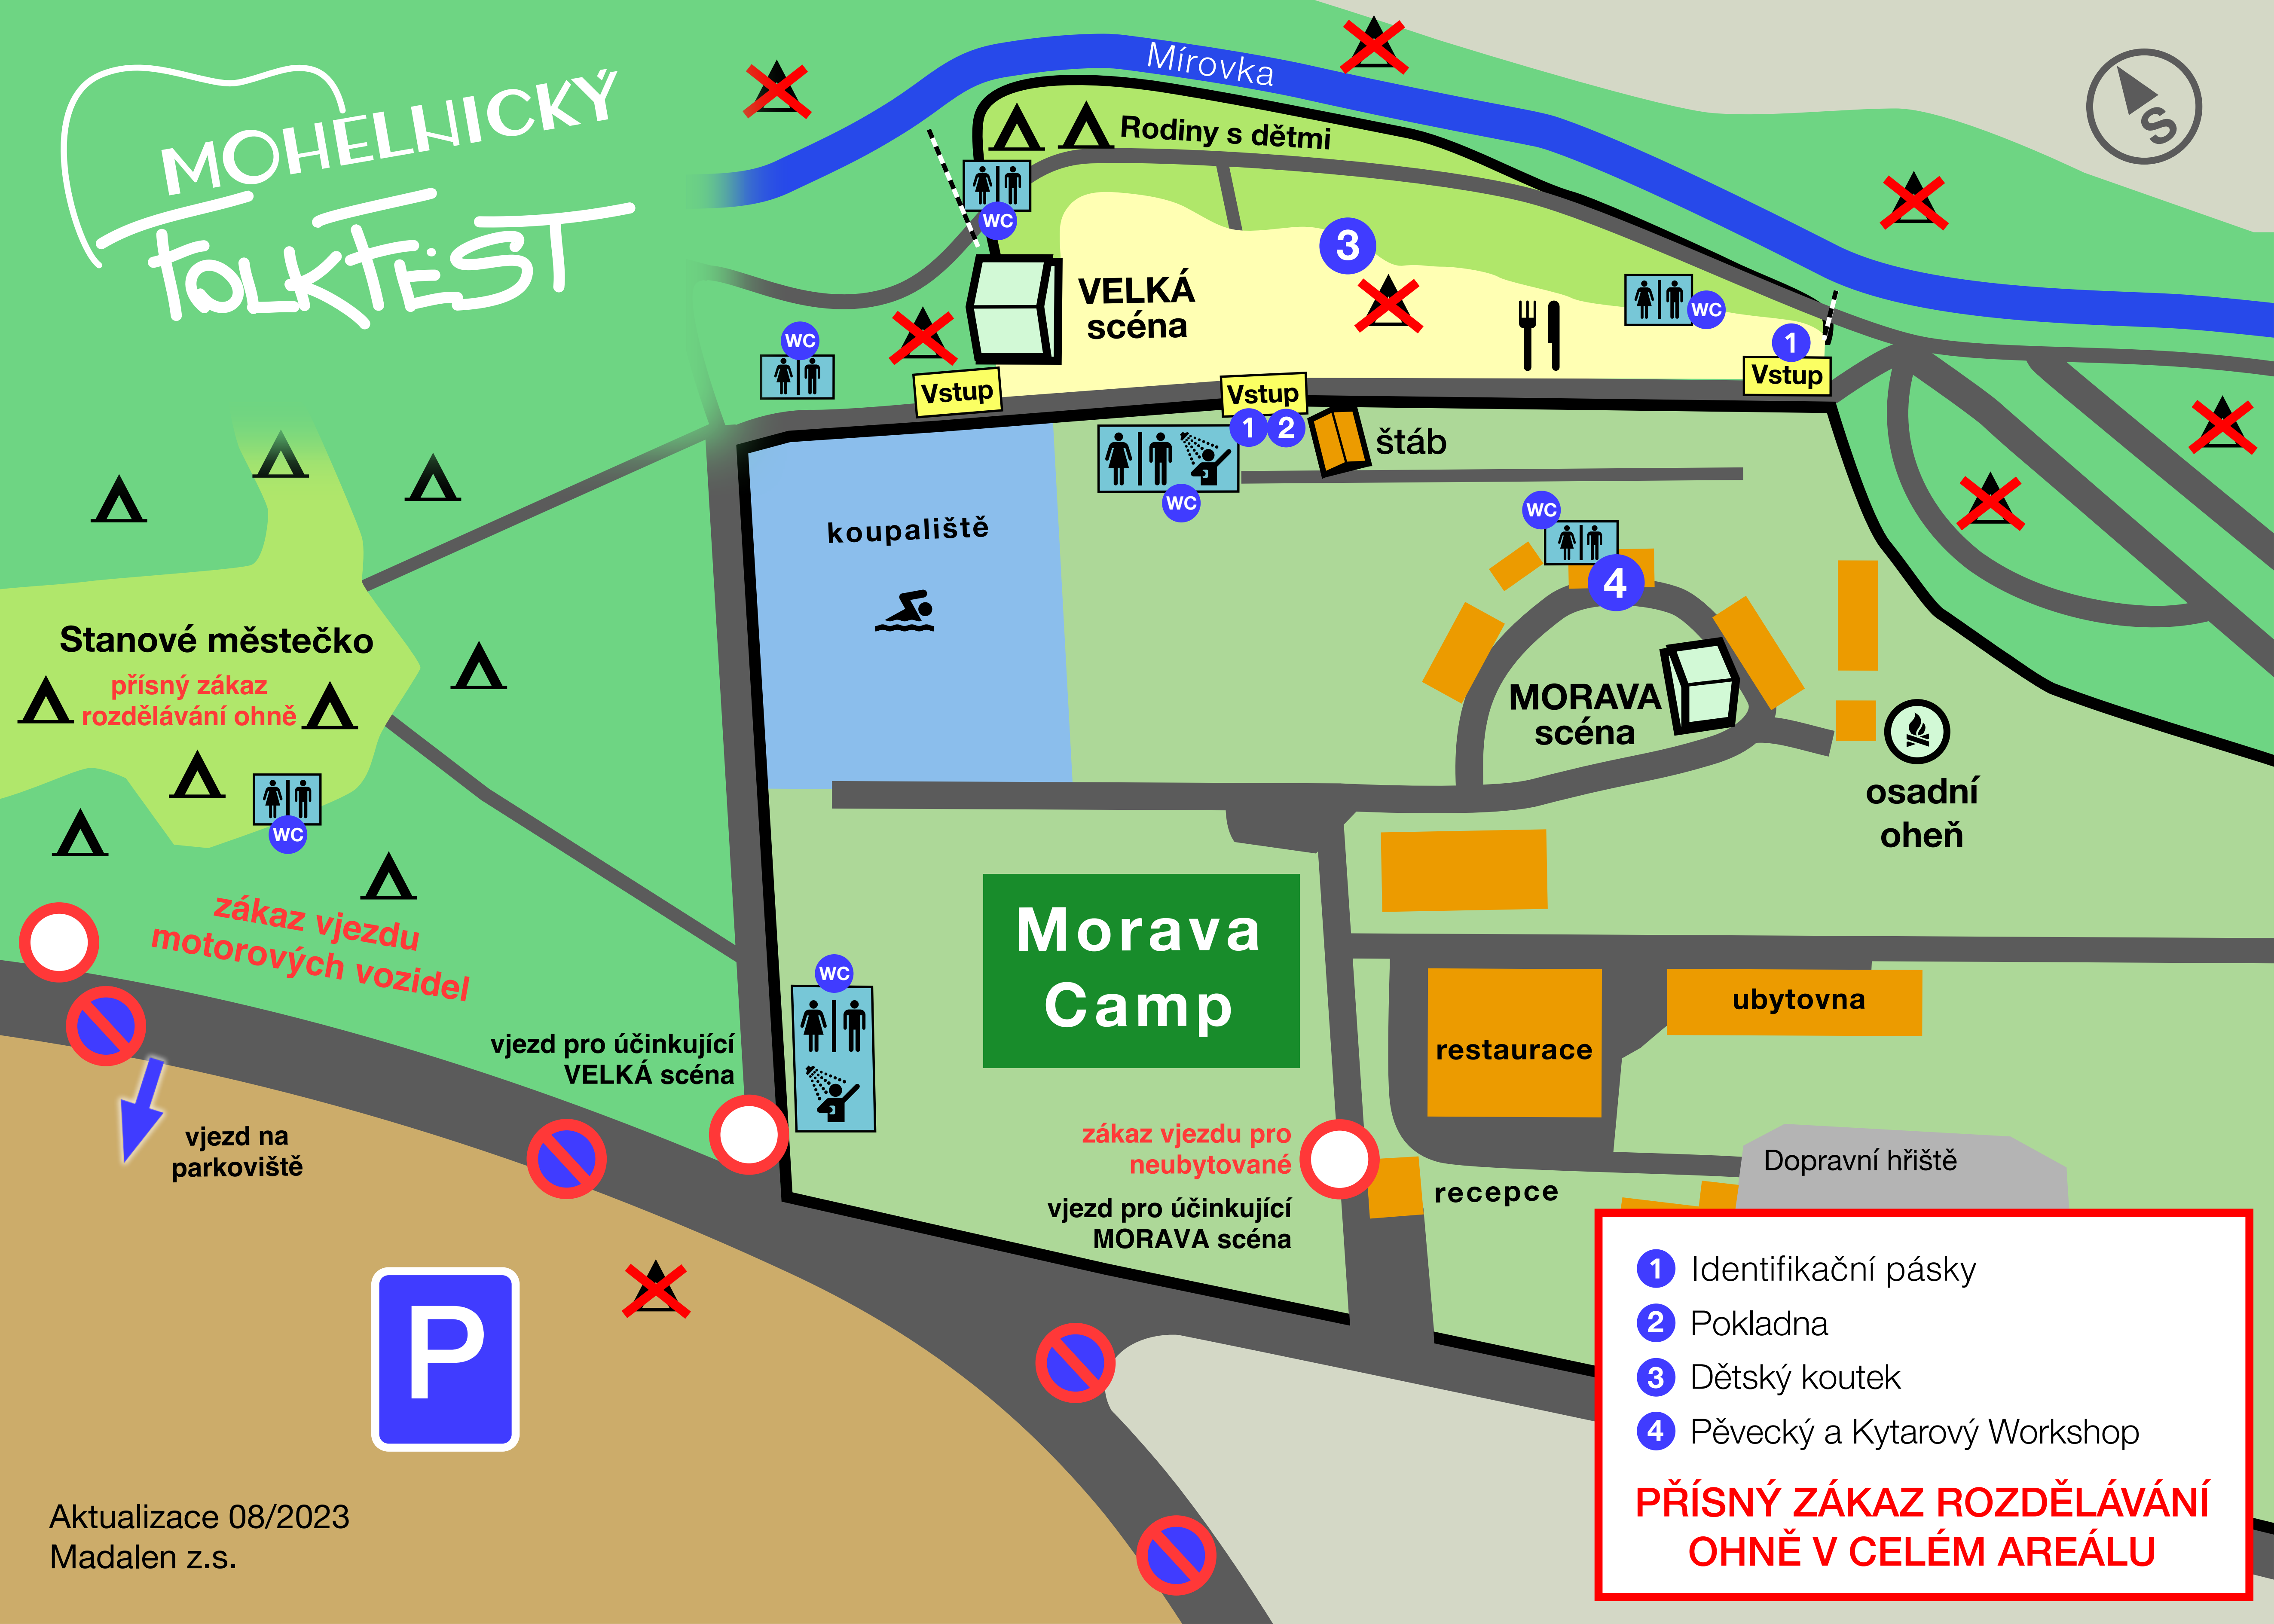 MOHELNICKÝ
FOLKFEST
Mírovka
S
Rodiny s dětmi
WC
VELKÁ
scéna
3
WC
1
WC
Vstup
Vstup
Vstup
1 2
štáb
WC
koupaliště
WC
4
Stanové městečko
přísný zákaz
rozdělávání ohně
WC
MORAVA
scéna
osadní
oheň
zákaz vjezdu
motorových vozidel
Morava
Camp
WC
vjezd pro účinkující
VELKÁ scéna
restaurace
ubytovna
vjezd na
parkoviště
zákaz vjezdu pro
neubytované
vjezd pro účinkující
MORAVA scéna
recepce
Dopravní hřiště
P
1 Identifikační pásky
2 Pokladna
3 Dětský koutek
4 Pěvecký a Kytarový Workshop
PŘÍSNÝ ZÁKAZ ROZDĚLÁVÁNÍ
OHNĚ V CELÉM AREÁLU
Aktualizace 08/2023
Madalen z.s.